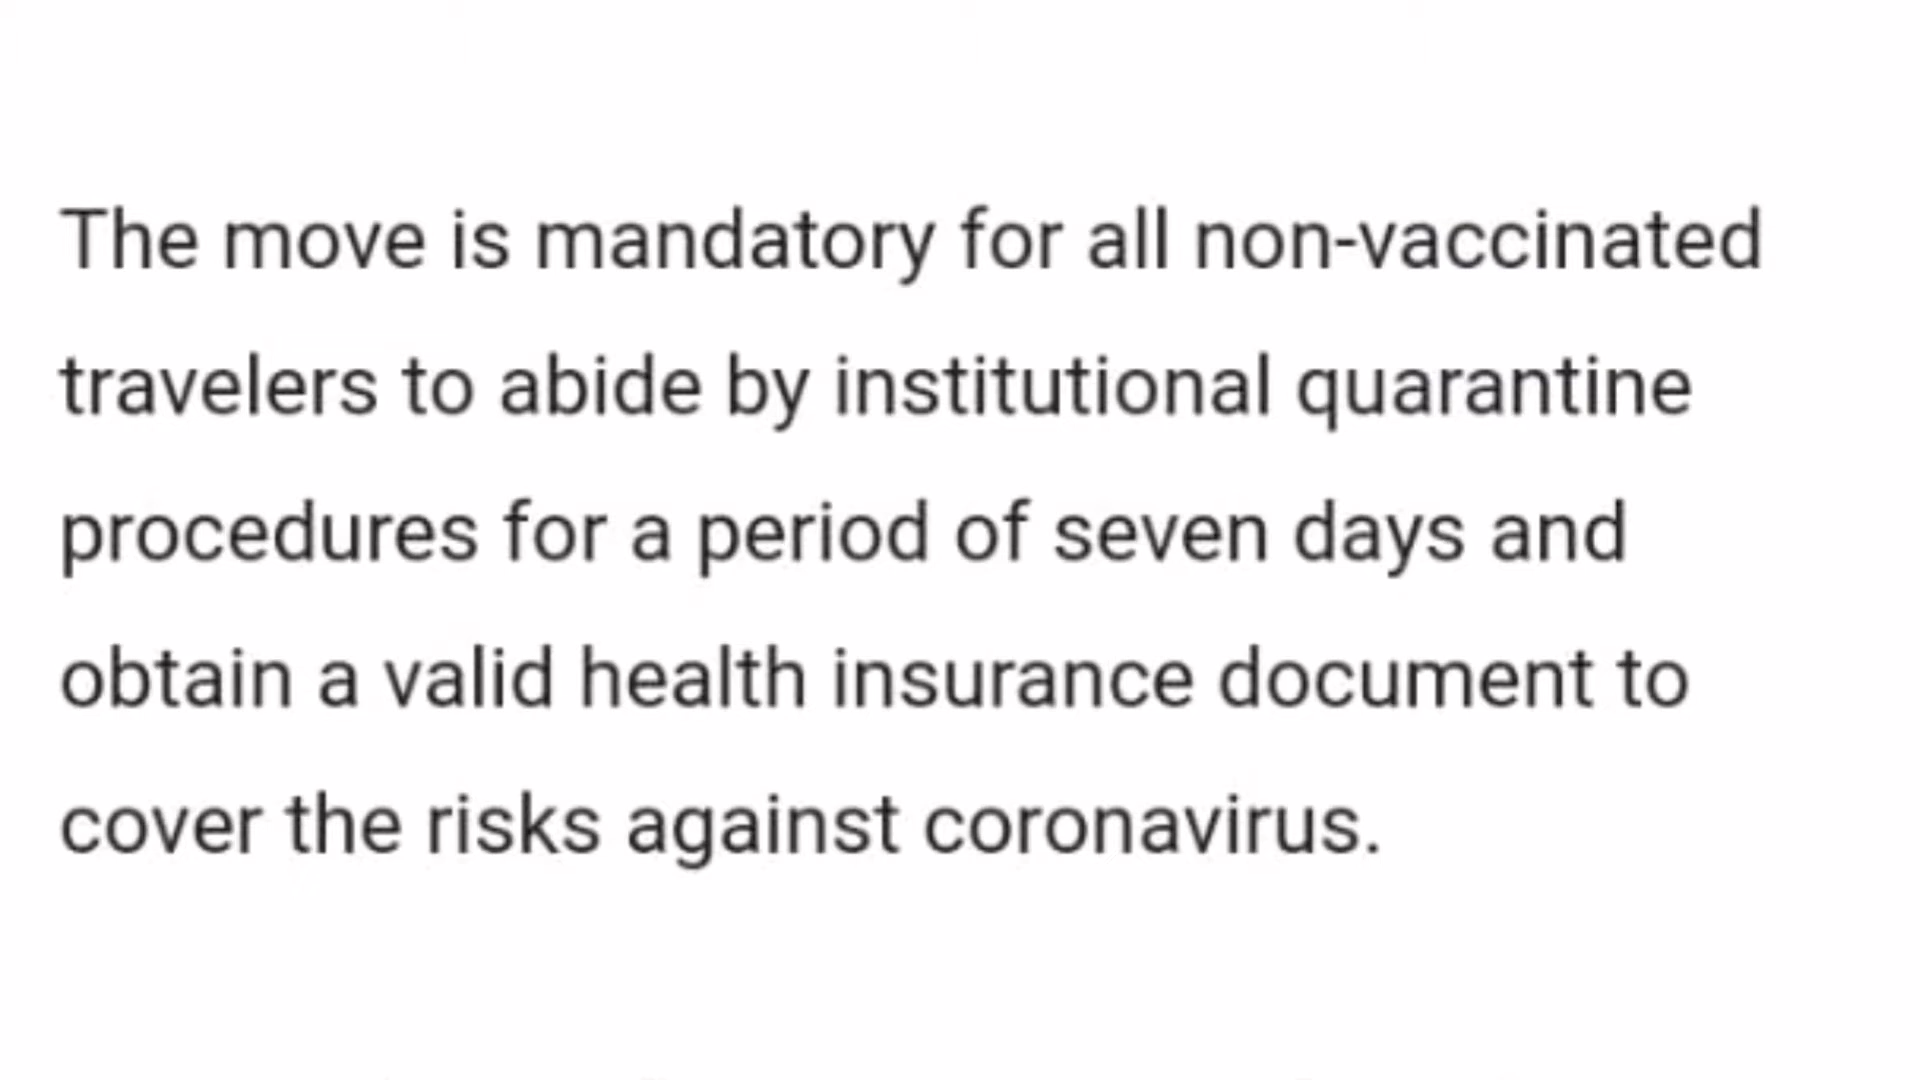 The move is mandatory for all non-vaccinated
travelers to abide by institutional quarantine
procedures for a period of seven days and
obtain a valid health insurance document to
cover the risks against coronavirus.